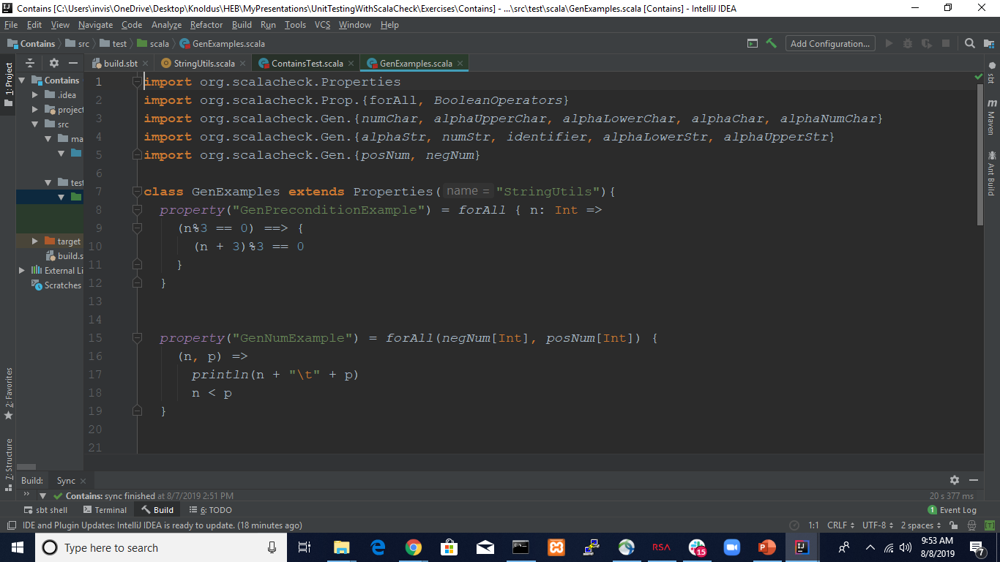 Contains [C:\Users\invis\OneDrive\Desktop\Knoldus\HEB\MyPresentations\UnitTestingWithScalaCheck\Exercises\Contains] - ...\src\test\scala\GenExamples.scala [Contains] - IntelliJ IDEA
File Edit View Navigate Code Analyze Refactor Build Run Tools VCS Window Help
Contains src test scala GenExamples.scala Add Configuration...
build.sbt StringUtils.scala ContainsTest.scala GenExamples.scala
1: Project
Contains
.idea
project
src
ma
test
target
build.s
External Li
Scratches
2: Favorites
7: Structure
1 import org.scalacheck.Properties
2 import org.scalacheck.Prop.{forAll, BooleanOperators}
3 import org.scalacheck.Gen.{numChar, alphaUpperChar, alphaLowerChar, alphaChar, alphaNumChar}
4 import org.scalacheck.Gen.{alphaStr, numStr, identifier, alphaLowerStr, alphaUpperStr}
5 import org.scalacheck.Gen.{posNum, negNum}
6
7 class GenExamples extends Properties( name = "StringUtils"){
8 property("GenPreconditionExample") = forAll { n: Int =>
9 (n%3 == 0) ==> {
10 (n + 3)%3 == 0
11 }
12 }
13
14
15 property("GenNumExample") = forAll(negNum[Int], posNum[Int]) {
16 (n, p) =>
17 println(n + "\t" + p)
18 n < p
19 }
20
21
sbt
Maven
Ant Build
Build: Sync
Contains: sync finished at 8/7/2019 2:51 PM 20 s 377 ms
sbt shell Terminal Build 6: TODO 1 Event Log
IDE and Plugin Updates: IntelliJ IDEA is ready to update. (18 minutes ago) 1:1 CRLF UTF-8 2 spaces
Type here to search RSA 15 9:53 AM
8/8/2019 7